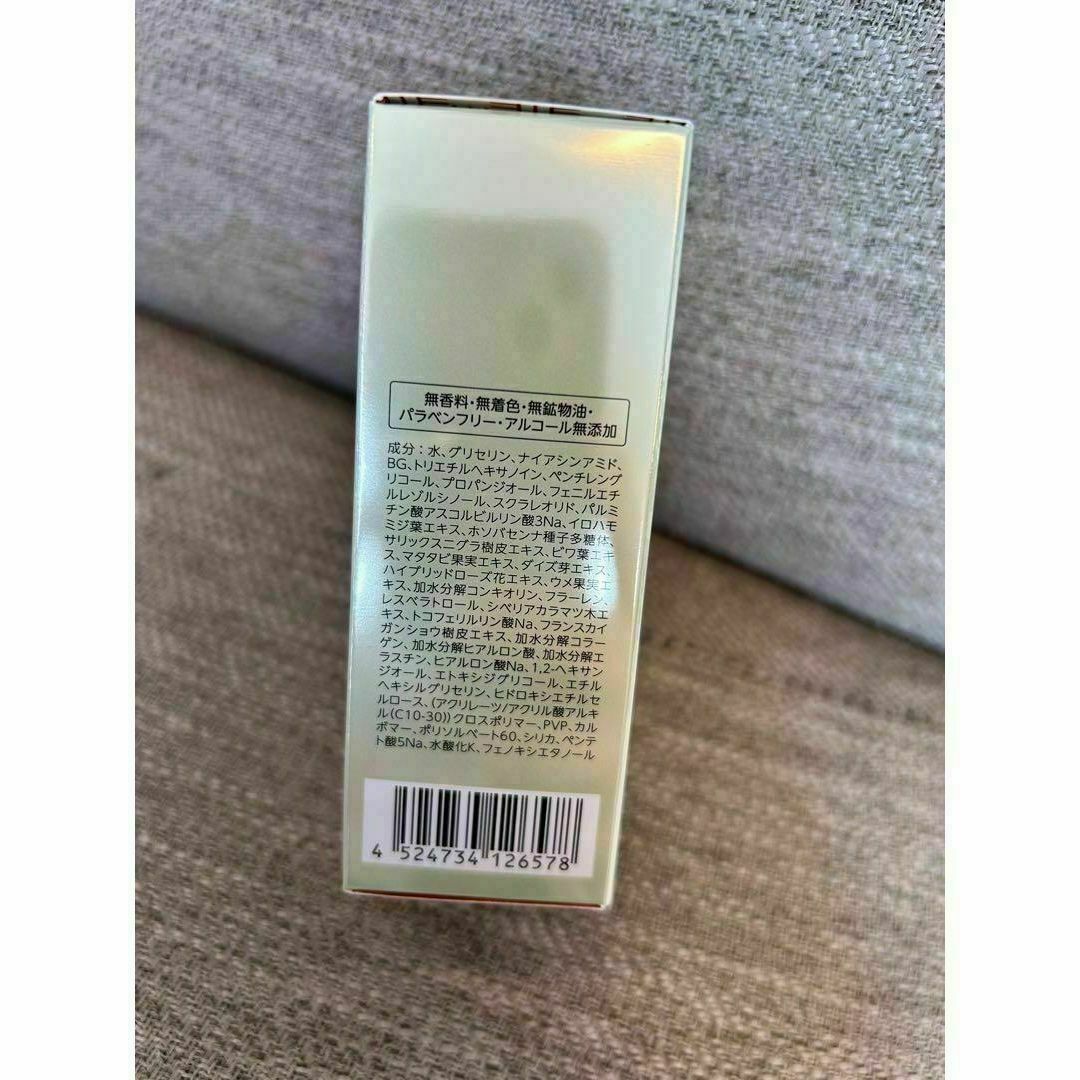 無香料・無着色・無鉱物油・
パラベンフリー・アルコール無添加
成分：水、グリセリン、ナイアシンアミド、
BG、トリエチルヘキサノイン、ペンチレング
リコール、プロパンジオール、フェニルエチ
ルレゾルシノール、スクラレオリド、パルミ
チン酸アスコルビルリン酸3Na、イロハモ
ミジ葉エキス、ホソバセンナ種子多糖体、
サリックスニグラ樹皮エキス、ビワ葉エキ
ス、マタタビ果実エキス、ダイズ芽エキス、
ハイブリッドローズ花エキス、ウメ果実エ
キス、加水分解コンキオリン、フラーレン、
レスベラトロール、シベリアカラマツ木エ
キス、トコフェリルリン酸Na、フランスカイ
ガンショウ樹皮エキス、加水分解コラー
ゲン、加水分解ヒアルロン酸、加水分解エ
ラスチン、ヒアルロン酸Na、1,2-ヘキサン
ジオール、エトキシジグリコール、エチル
ヘキシルグリセリン、ヒドロキシエチルセ
ルロース、(アクリレーツ/アクリル酸アルキ
ル(C10-30))クロスポリマー、PVP、カル
ボマー、ポリソルベート60、シリカ、ペンテ
ト酸5Na、水酸化K、フェノキシエタノール
4 524734 126578